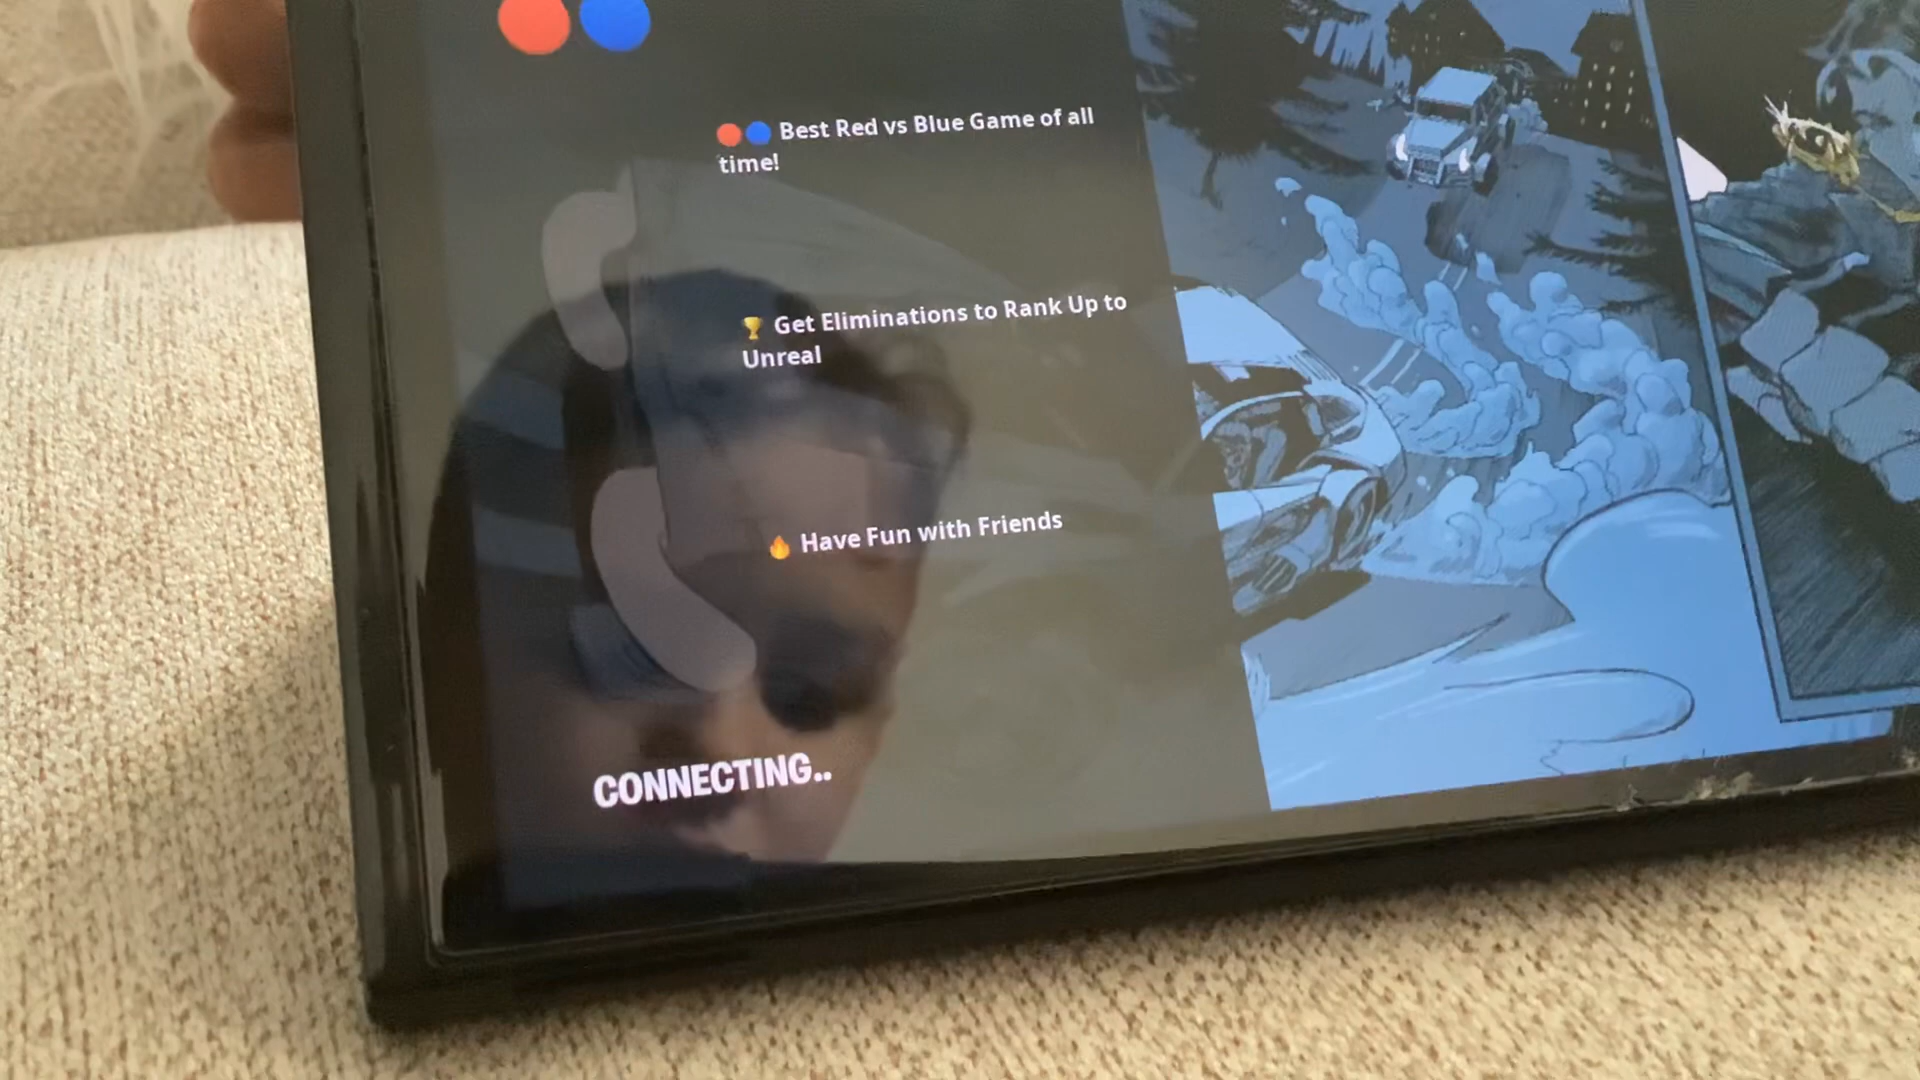 🔴🔵 Best Red vs Blue Game of all
time!
🏆 Get Eliminations to Rank Up to
Unreal
🔥 Have Fun with Friends
CONNECTING..